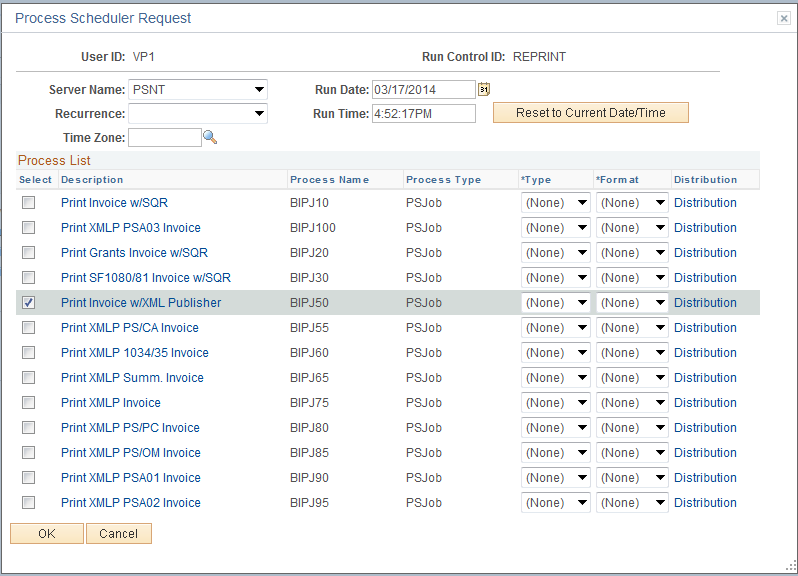 Process Scheduler Request
User ID: VP1 Run Control ID: REPRINT
Server Name: PSNT Run Date: 03/17/2014 31
Recurrence: Run Time: 4:52:17PM Reset to Current Date/Time
Time Zone:
Process List
Select Description Process Name Process Type *Type *Format Distribution
Print Invoice w/SQR BIPJ10 PSJob (None) (None) Distribution
Print XMLP PSA03 Invoice BIPJ100 PSJob (None) (None) Distribution
Print Grants Invoice w/SQR BIPJ20 PSJob (None) (None) Distribution
Print SF1080/81 Invoice w/SQR BIPJ30 PSJob (None) (None) Distribution
Print Invoice w/XML Publisher BIPJ50 PSJob (None) (None) Distribution
Print XMLP PS/CA Invoice BIPJ55 PSJob (None) (None) Distribution
Print XMLP 1034/35 Invoice BIPJ60 PSJob (None) (None) Distribution
Print XMLP Summ. Invoice BIPJ65 PSJob (None) (None) Distribution
Print XMLP Invoice BIPJ75 PSJob (None) (None) Distribution
Print XMLP PS/PC Invoice BIPJ80 PSJob (None) (None) Distribution
Print XMLP PS/OM Invoice BIPJ85 PSJob (None) (None) Distribution
Print XMLP PSA01 Invoice BIPJ90 PSJob (None) (None) Distribution
Print XMLP PSA02 Invoice BIPJ95 PSJob (None) (None) Distribution
OK Cancel